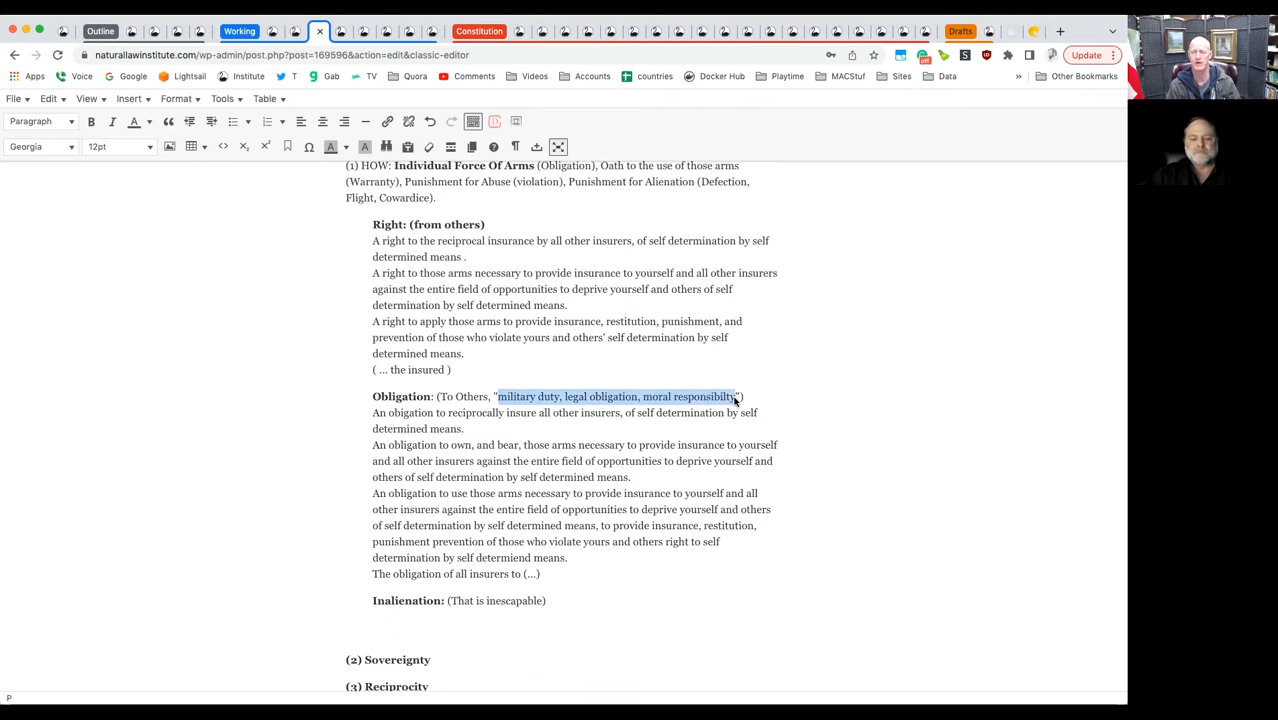 Outline
Working
Constitution
Drafts
naturallawinstitute.com/wp-admin/post.php?post=169596&action=edit&classic-editor
Update
Apps Voice Google Lightsail Institute T Gab TV Quora Comments Videos Accounts countries Docker Hub Playtime MACStuf Sites Data » Other Bookmarks
File Edit View Insert Format Tools Table
Paragraph B I A
Georgia 12pt
(1) HOW: Individual Force Of Arms (Obligation), Oath to the use of those arms
(Warranty), Punishment for Abuse (violation), Punishment for Alienation (Defection,
Flight, Cowardice).
Right: (from others)
A right to the reciprocal insurance by all other insurers, of self determination by self
determined means .
A right to those arms necessary to provide insurance to yourself and all other insurers
against the entire field of opportunities to deprive yourself and others of self
determination by self determined means.
A right to apply those arms to provide insurance, restitution, punishment, and
prevention of those who violate yours and others' self determination by self
determined means.
( ... the insured )
Obligation: (To Others, "military duty, legal obligation, moral responsibilty")
An obigation to reciprocally insure all other insurers, of self determination by self
determined means.
An obligation to own, and bear, those arms necessary to provide insurance to yourself
and all other insurers against the entire field of opportunities to deprive yourself and
others of self determination by self determined means.
An obligation to use those arms necessary to provide insurance to yourself and all
other insurers against the entire field of opportunities to deprive yourself and others
of self determination by self determined means, to provide insurance, restitution,
punishment prevention of those who violate yours and others right to self
determination by self determiend means.
The obligation of all insurers to (...)
Inalienation: (That is inescapable)
(2) Sovereignty
(3) Reciprocity
P